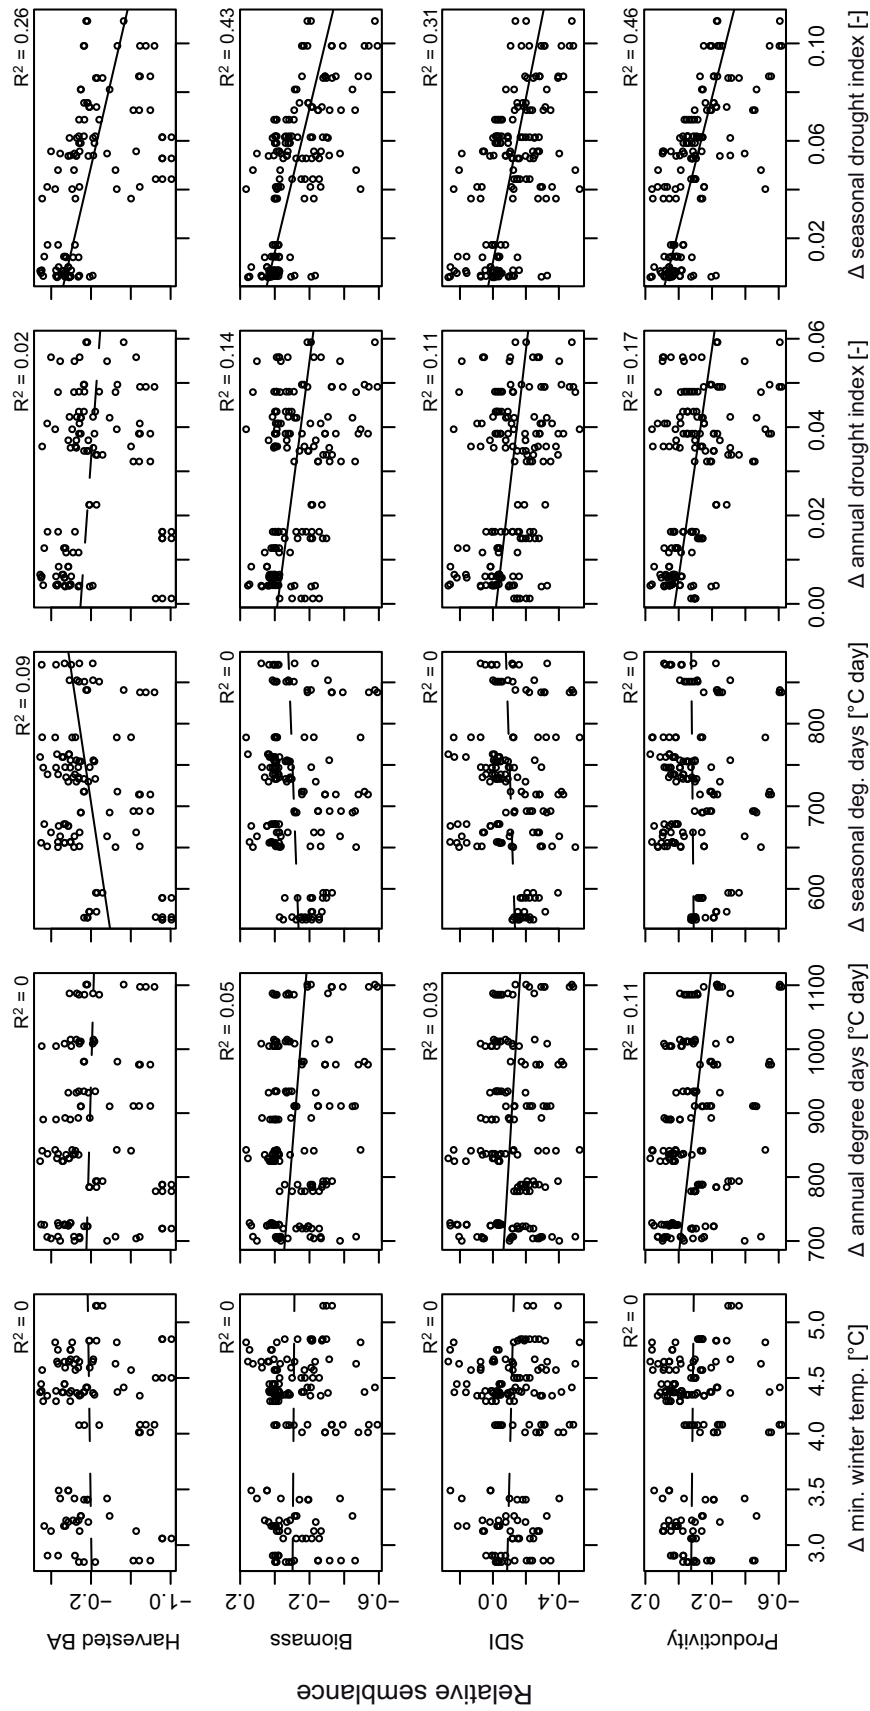 R² = 0
R² = 0
R² = 0.09
R² = 0.02
R² = 0.26
Harvested BA
−0.2
−1.0
R² = 0
R² = 0.05
R² = 0
R² = 0.14
R² = 0.43
Biomass
0.2
−0.2
−0.6
R² = 0
R² = 0.03
R² = 0
R² = 0.11
R² = 0.31
SDI
0.0
−0.4
R² = 0
R² = 0.11
R² = 0
R² = 0.17
R² = 0.46
Productivity
0.2
−0.2
−0.6
3.0 3.5 4.0 4.5 5.0
700 800 900 1000 1100
600 700 800
0.00 0.02 0.04 0.06
0.02 0.06 0.10
Δ min. winter temp. [°C]
Δ annual degree days [°C day]
Δ seasonal deg. days [°C day]
Δ annual drought index [-]
Δ seasonal drought index [-]
Relative semblance